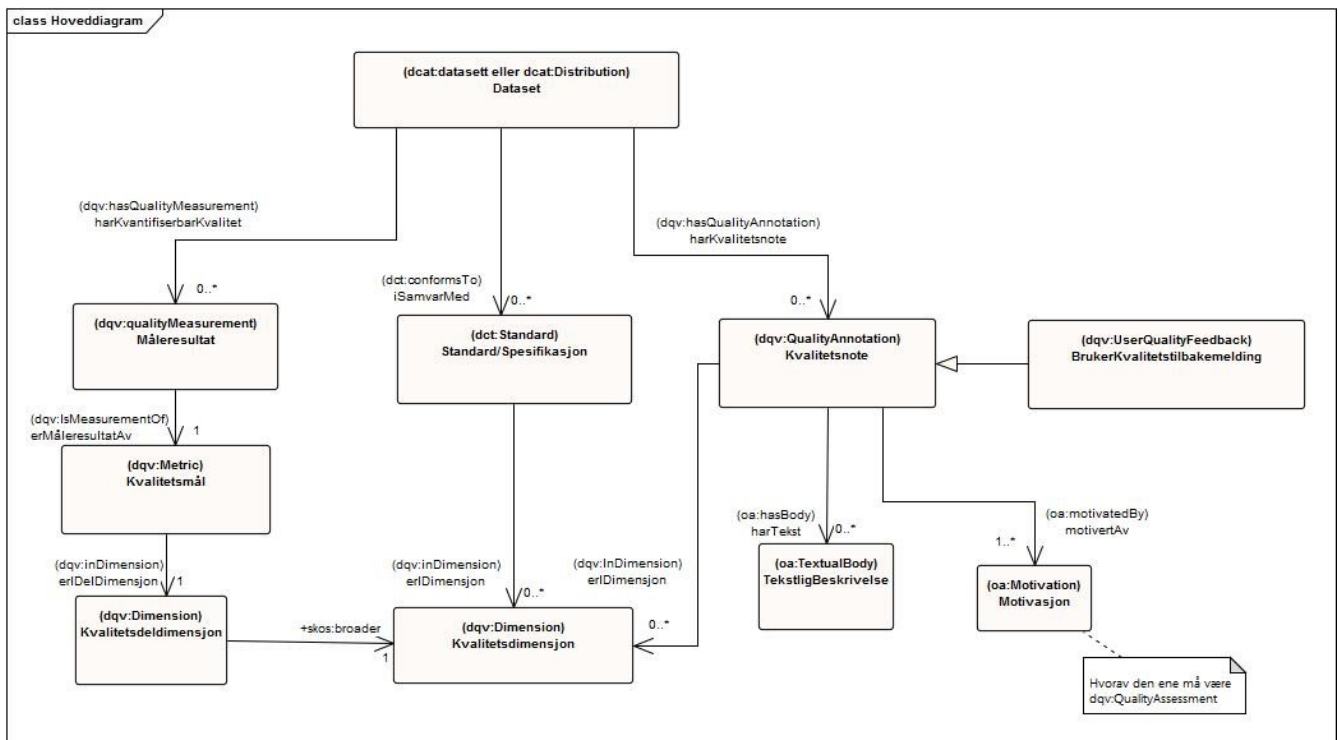 class Hoveddiagram
(dcat:datasett eller dcat:Distribution)
Dataset
(dqv:hasQualityMeasurement)
harKvantifiserbarKvalitet
(dqv:hasQualityAnnotation)
harKvalitetsnote
(dct:conformsTo)
iSamvarMed
0..*
0..*
0..*
(dqv:qualityMeasurement)
Måleresultat
(dct:Standard)
Standard/Spesifikasjon
(dqv:QualityAnnotation)
Kvalitetsnote
(dqv:UserQualityFeedback)
BrukerKvalitetstilbakemelding
(dqv:IsMeasurementOf)
erMåleresultatAv
1
(dqv:Metric)
Kvalitetsmål
(oa:hasBody)
harTekst
0..*
(oa:motivatedBy)
motivertAv
1..*
(dqv:inDimension)
erIDelDimensjon
1
(dqv:inDimension)
erIDimensjon
0..*
(dqv:InDimension)
erIDimensjon
0..*
(oa:TextualBody)
TekstligBeskrivelse
(oa:Motivation)
Motivasjon
(dqv:Dimension)
Kvalitetsdeldimensjon
+skos:broader
1
(dqv:Dimension)
Kvalitetsdimensjon
Hvorav den ene må være
dqv:QualityAssessment